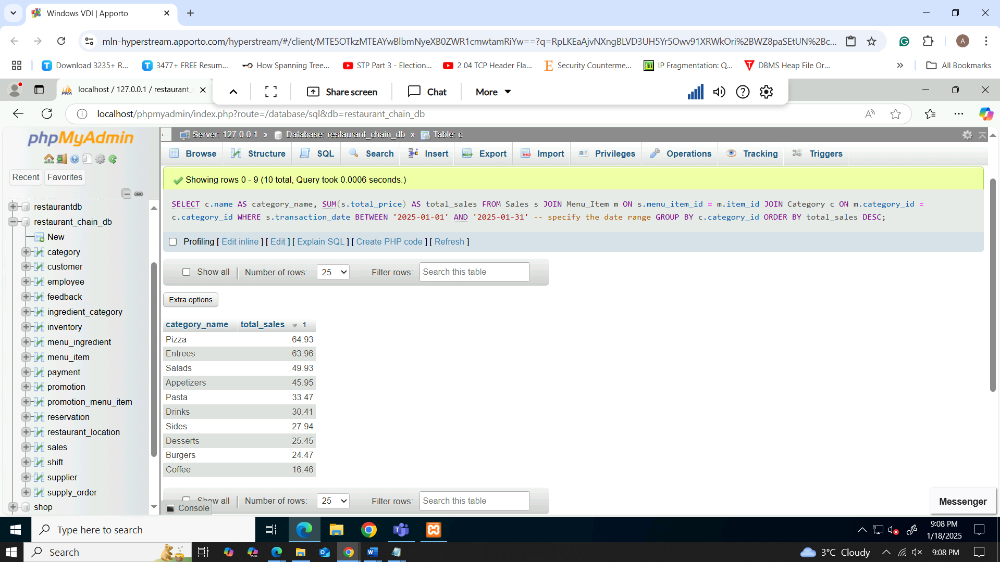 Windows VDI | Apporto
mln-hyperstream.apporto.com/hyperstream/#/client/MTE5OTkzMTEAYwBlbmNyeXB0ZWR1cmwtamRiYw==?q=RpLKEaAjvNXngBLVD3UH5Yr5Owv91XRWkOri%2BWZ8paSEtUN%2Bc...
A
Download 3235+ R...
3477+ FREE Resum...
How Spanning Tree...
STP Part 3 - Election...
2 04 TCP Header Fla...
Security Counterme...
IP Fragmentation: Q...
DBMS Heap File Or...
All Bookmarks
localhost / 127.0.0.1 / restaurant_
Share screen
Chat
More
localhost/phpmyadmin/index.php?route=/database/sql&db=restaurant_chain_db
phpMyAdmin
Recent
Favorites
restaurantdb
restaurant_chain_db
New
category
customer
employee
feedback
ingredient_category
inventory
menu_ingredient
menu_item
payment
promotion
promotion_menu_item
reservation
restaurant_location
sales
shift
supplier
supply_order
shop
Server: 127.0.0.1 » Database: restaurant_chain_db » Table: c
Browse Structure SQL Search Insert Export Import Privileges Operations Tracking Triggers
Showing rows 0 - 9 (10 total, Query took 0.0006 seconds.)
SELECT c.name AS category_name, SUM(s.total_price) AS total_sales FROM Sales s JOIN Menu_Item m ON s.menu_item_id = m.item_id JOIN Category c ON m.category_id =
c.category_id WHERE s.transaction_date BETWEEN '2025-01-01' AND '2025-01-31' -- specify the date range GROUP BY c.category_id ORDER BY total_sales DESC;
Profiling [ Edit inline ] [ Edit ] [ Explain SQL ] [ Create PHP code ] [ Refresh ]
Show all Number of rows: 25 Filter rows: Search this table
Extra options
category_name total_sales 1
Pizza 64.93
Entrees 63.96
Salads 49.93
Appetizers 45.95
Pasta 33.47
Drinks 30.41
Sides 27.94
Desserts 25.45
Burgers 24.47
Coffee 16.46
Show all Number of rows: 25 Filter rows: Search this table
Console
Messenger
Type here to search
9:08 PM
1/18/2025
Search
3°C Cloudy
9:08 PM